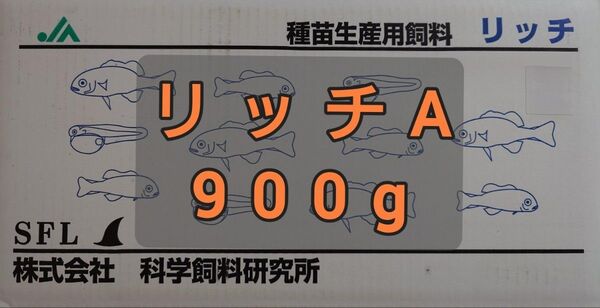 JA
種苗生産用飼料 リッチ
リッチA
900g
SFL
株式会社 科学飼料研究所